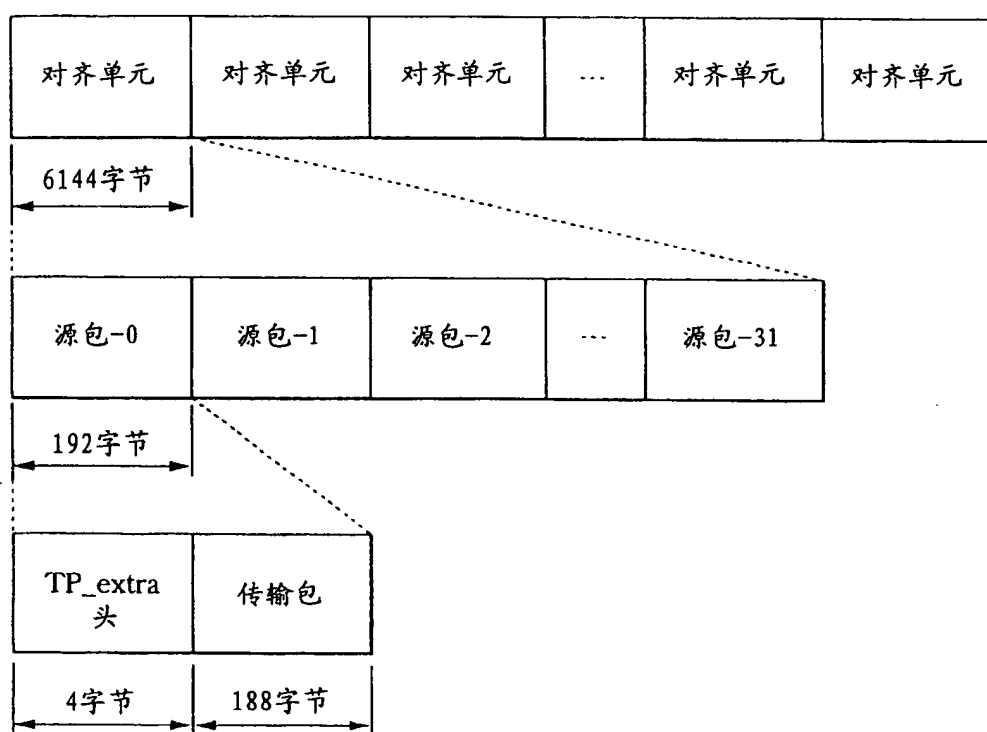 对齐单元 对齐单元 对齐单元 ... 对齐单元 对齐单元
6144字节
源包-0 源包-1 源包-2 ... 源包-31
192字节
TP_extra
头 传输包
4字节 188字节